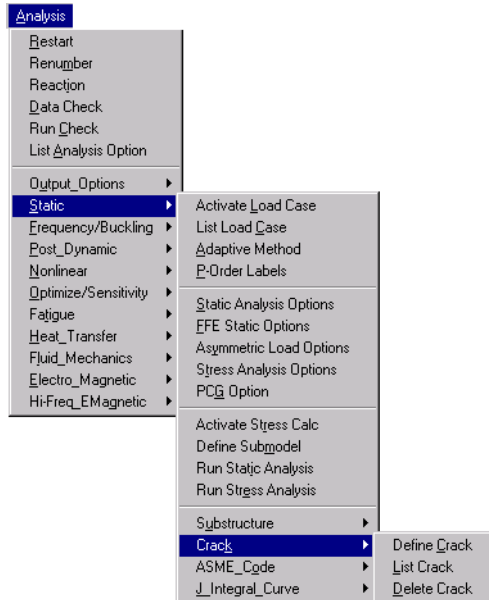 Analysis
Restart
Renumber
Reaction
Data Check
Run Check
List Analysis Option
Output_Options
Static
Frequency/Buckling
Post_Dynamic
Nonlinear
Optimize/Sensitivity
Fatigue
Heat_Transfer
Fluid_Mechanics
Electro_Magnetic
Hi-Freq_EMagnetic
Activate Load Case
List Load Case
Adaptive Method
P-Order Labels
Static Analysis Options
FFE Static Options
Asymmetric Load Options
Stress Analysis Options
PCG Option
Activate Stress Calc
Define Submodel
Run Static Analysis
Run Stress Analysis
Substructure
Crack
ASME_Code
J_Integral_Curve
Define Crack
List Crack
Delete Crack